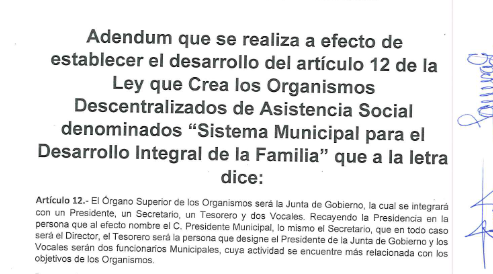 Adendum que se realiza a efecto de
establecer el desarrollo del artículo 12 de la
Ley que Crea los Organismos
Descentralizados de Asistencia Social
denominados “Sistema Municipal para el
Desarrollo Integral de la Familia” que a la letra
dice:
Artículo 12.- El Órgano Superior de los Organismos será la Junta de Gobierno, la cual se integrará
con un Presidente, un Secretario, un Tesorero y dos Vocales. Recayendo la Presidencia en la
persona que al efecto nombre el C. Presidente Municipal, lo mismo el Secretario, que en todo caso
será el Director, el Tesorero será la persona que designe el Presidente de la Junta de Gobierno y los
Vocales serán dos funcionarios Municipales, cuya actividad se encuentre más relacionada con los
objetivos de los Organismos.